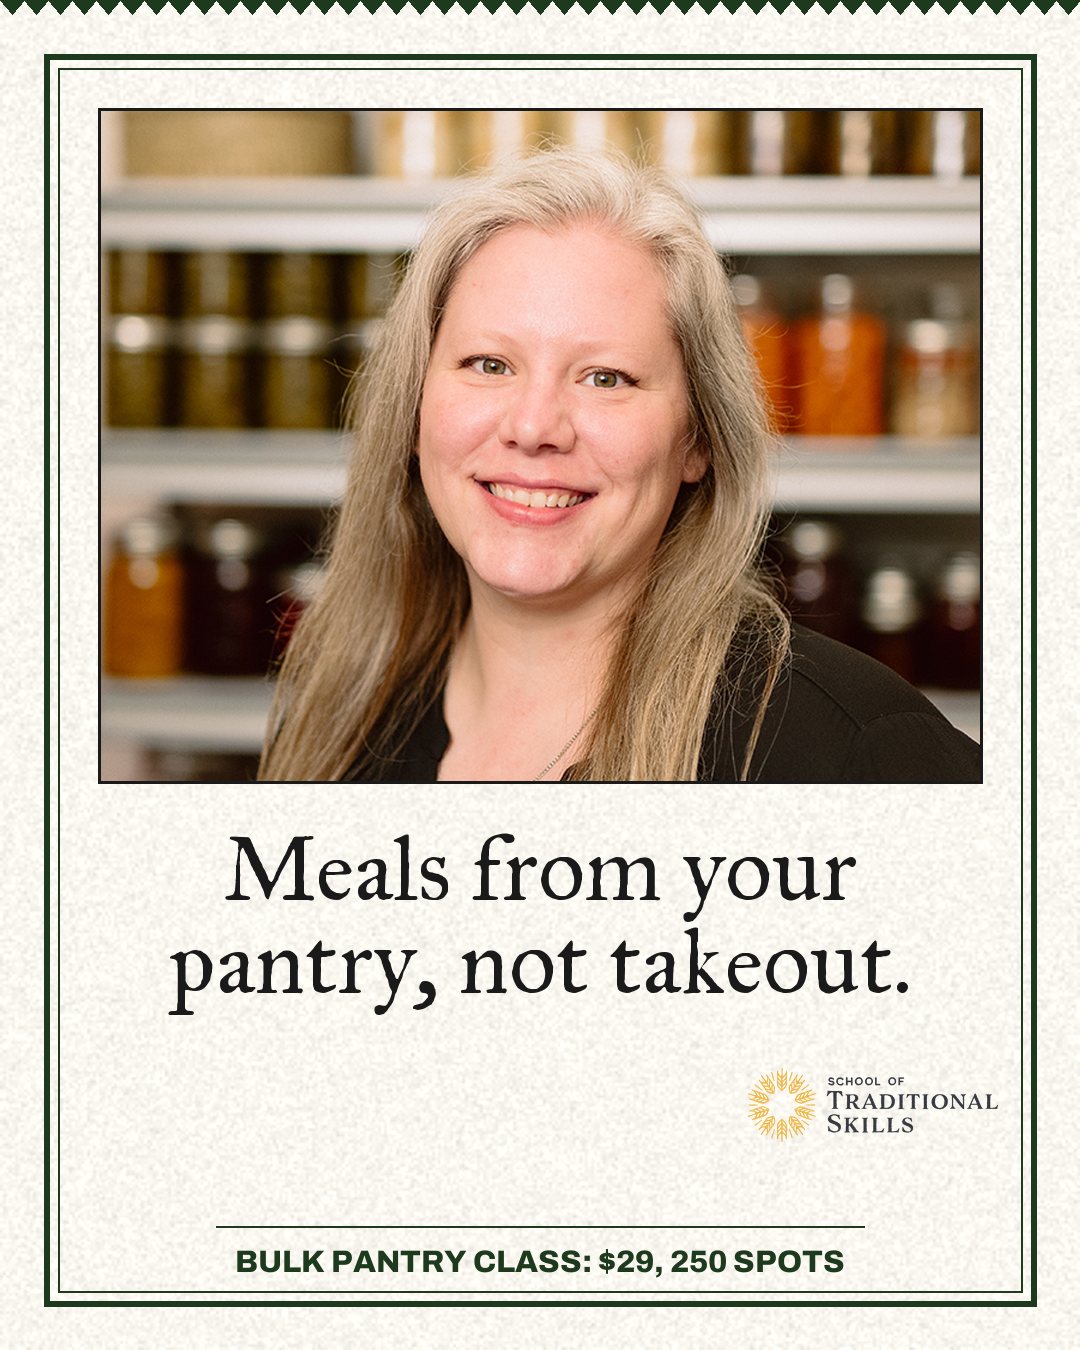 Meals from your
pantry, not takeout.
SCHOOL OF
TRADITIONAL
SKILLS
BULK PANTRY CLASS: $29, 250 SPOTS